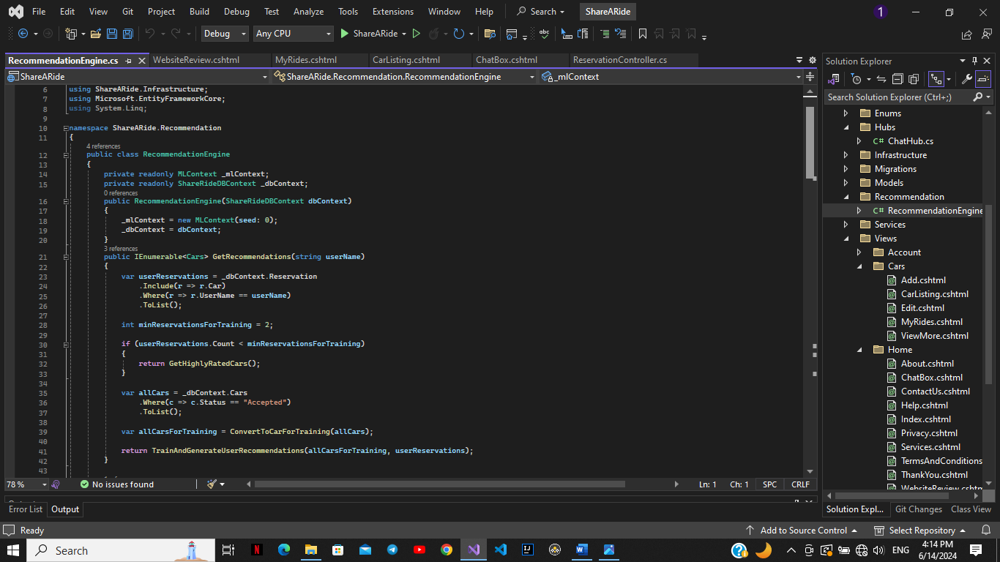 File Edit View Git Project Build Debug Test Analyze Tools Extensions Window Help Search ShareARide 1
Debug Any CPU ShareARide
RecommendationEngine.cs WebsiteReview.cshtml MyRides.cshtml CarListing.cshtml ChatBox.cshtml ReservationController.cs
ShareARide ShareARide.Recommendation.RecommendationEngine _mlContext
6 using ShareARide.Infrastructure;
7 using Microsoft.EntityFrameworkCore;
8 using System.Linq;
9
10 namespace ShareARide.Recommendation
11 {
4 references
12 public class RecommendationEngine
13 {
14 private readonly MLContext _mlContext;
15 private readonly ShareRideDBContext _dbContext;
0 references
16 public RecommendationEngine(ShareRideDBContext dbContext)
17 {
18 _mlContext = new MLContext(seed: 0);
19 _dbContext = dbContext;
20 }
3 references
21 public IEnumerable<Cars> GetRecommendations(string userName)
22 {
23 var userReservations = _dbContext.Reservation
24 .Include(r => r.Car)
25 .Where(r => r.UserName == userName)
26 .ToList();
27
28 int minReservationsForTraining = 2;
29
30 if (userReservations.Count < minReservationsForTraining)
31 {
32 return GetHighlyRatedCars();
33 }
34
35 var allCars = _dbContext.Cars
36 .Where(c => c.Status == "Accepted")
37 .ToList();
38
39 var allCarsForTraining = ConvertToCarForTraining(allCars);
40
41 return TrainAndGenerateUserRecommendations(allCarsForTraining, userReservations);
42 }
43
78 % No issues found Ln: 1 Ch: 1 SPC CRLF
Error List Output
Solution Explorer
Search Solution Explorer (Ctrl+;)
Enums
Hubs
C# ChatHub.cs
Infrastructure
Migrations
Models
Recommendation
C# RecommendationEngine
Services
Views
Account
Cars
Add.cshtml
CarListing.cshtml
Edit.cshtml
MyRides.cshtml
ViewMore.cshtml
Home
About.cshtml
ChatBox.cshtml
ContactUs.cshtml
Help.cshtml
Index.cshtml
Privacy.cshtml
Services.cshtml
TermsAndConditions
ThankYou.cshtml
WebsiteReview.cshtm
Solution Expl... Git Changes Class View
Ready Add to Source Control Select Repository
Search ENG 4:14 PM
6/14/2024